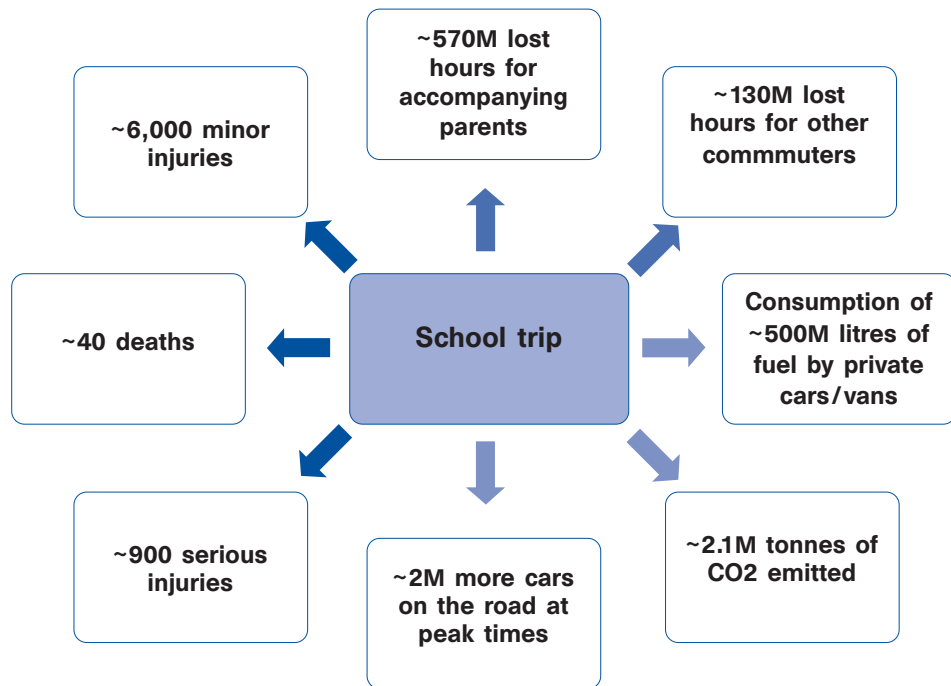 ~570M lost
hours for
accompanying
parents
~6,000 minor
injuries
~130M lost
hours for other
commmuters
~40 deaths
School trip
Consumption of
~500M litres of
fuel by private
cars/vans
~900 serious
injuries
~2M more cars
on the road at
peak times
~2.1M tonnes of
CO2 emitted